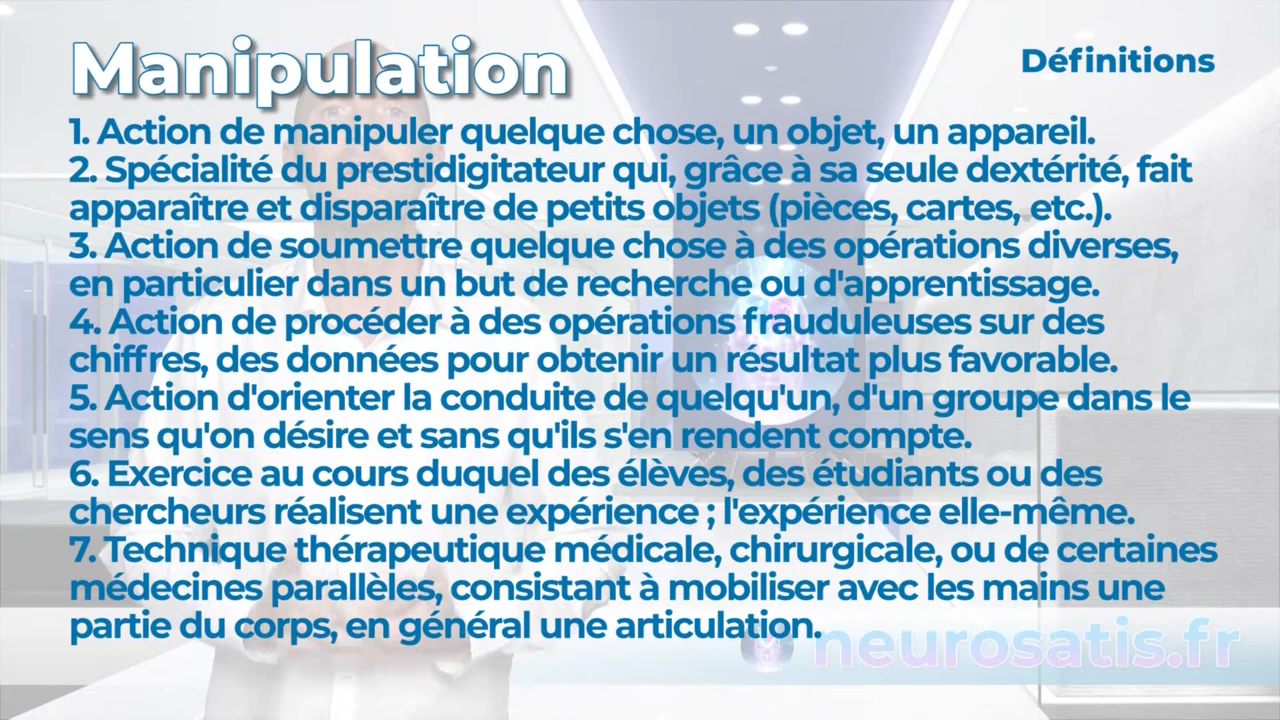 Manipulation
Définitions
1. Action de manipuler quelque chose, un objet, un appareil.
2. Spécialité du prestidigitateur qui, grâce à sa seule dextérité, fait
apparaître et disparaître de petits objets (pièces, cartes, etc.).
3. Action de soumettre quelque chose à des opérations diverses,
en particulier dans un but de recherche ou d'apprentissage.
4. Action de procéder à des opérations frauduleuses sur des
chiffres, des données pour obtenir un résultat plus favorable.
5. Action d'orienter la conduite de quelqu'un, d'un groupe dans le
sens qu'on désire et sans qu'ils s'en rendent compte.
6. Exercice au cours duquel des élèves, des étudiants ou des
chercheurs réalisent une expérience ; l'expérience elle-même.
7. Technique thérapeutique médicale, chirurgicale, ou de certaines
médecines parallèles, consistant à mobiliser avec les mains une
partie du corps, en général une articulation.
neurosatis.fr